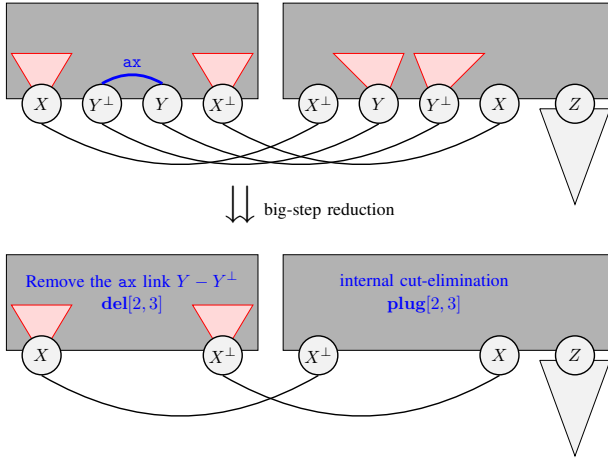 ax
X Y⊥ Y X⊥ X⊥ Y Y⊥ X Z
big-step reduction
Remove the ax link Y − Y⊥ internal cut-elimination
del[2, 3] plug[2, 3]
X X⊥ X⊥ X Z